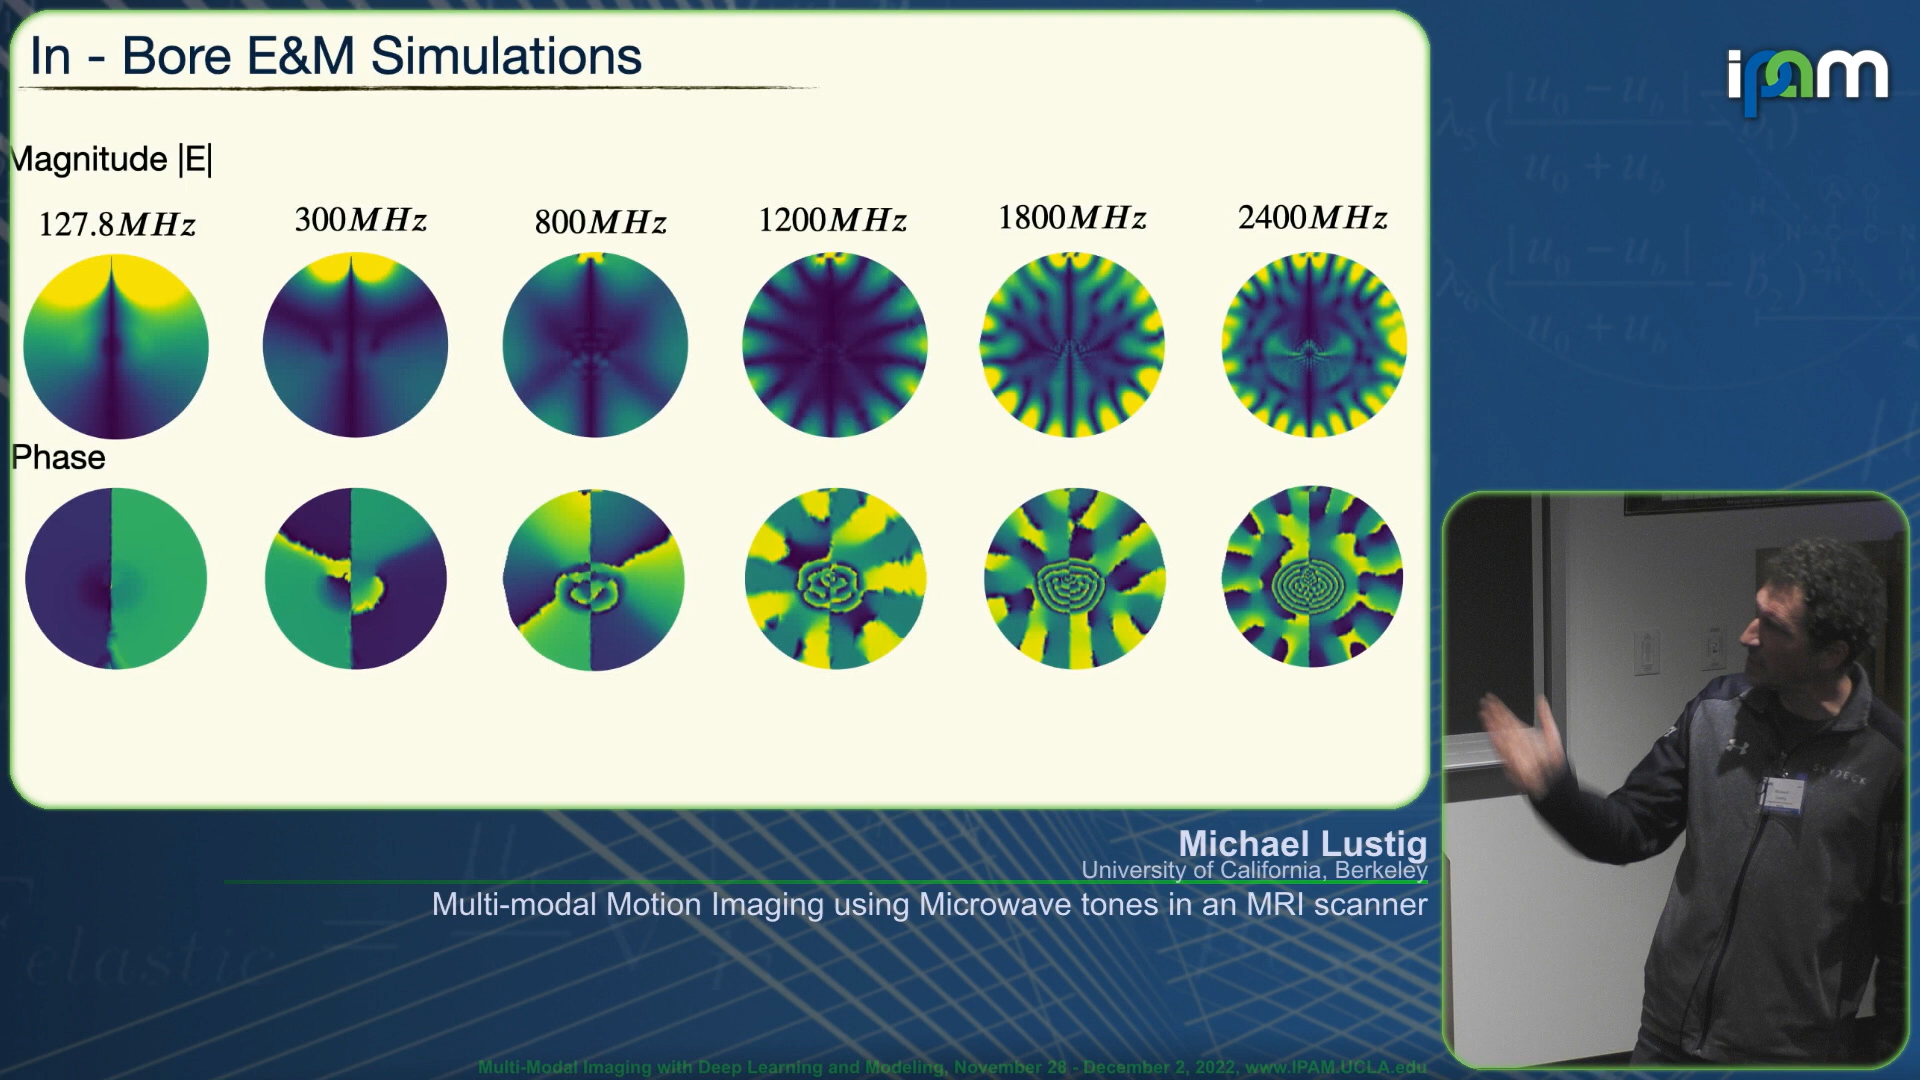 In - Bore E&M Simulations
ipam
Magnitude |E|
127.8MHz 300MHz 800MHz 1200MHz 1800MHz 2400MHz
Phase
SKYDECK
Michael Lustig
University of California, Berkeley
Multi-modal Motion Imaging using Microwave tones in an MRI scanner
elastic
Multi-Modal Imaging with Deep Learning and Modeling, November 28 - December 2, 2022, www.IPAM.UCLA.edu